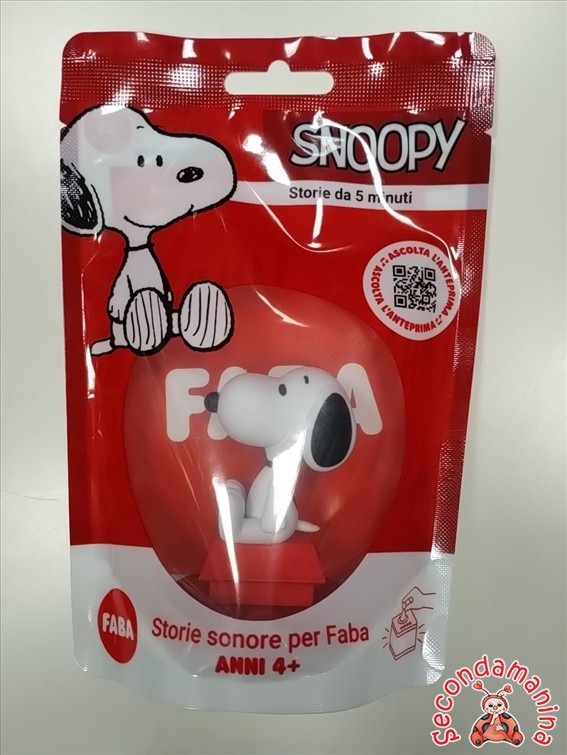 SNOOPY
Storie da 5 minuti
ASCOLTA L'ANTEPRIMA
ASCOLTA L'ANTEPRIMA
FABA
FABA
Storie sonore per Faba
ANNI 4+
Secondamanina